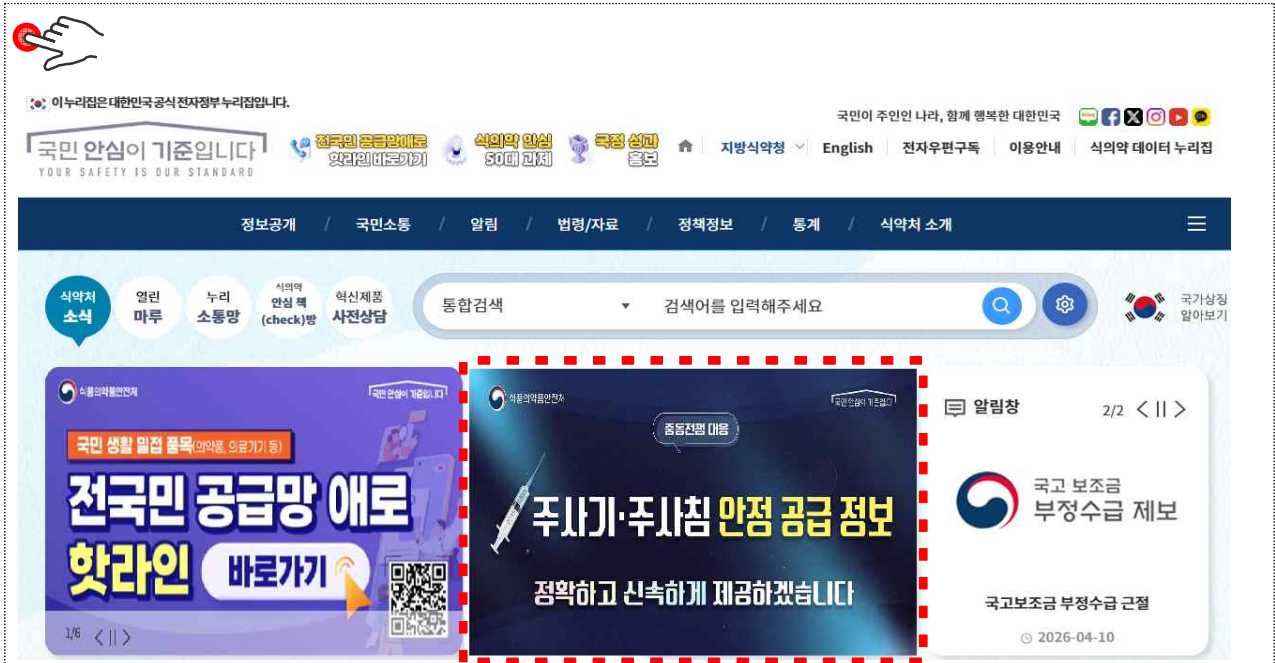 이 누리집은 대한민국 공식 전자정부 누리집입니다.
국민이 주인인 나라, 함께 행복한 대한민국
국민 안심이 기준입니다
YOUR SAFETY IS OUR STANDARD
전국민 공급망애로
핫라인 바로가기
식의약 안심
50대 과제
국정 성과
홍보
지방식약청
English
전자우편구독
이용안내
식의약 데이터 누리집
정보공개 / 국민소통 / 알림 / 법령/자료 / 정책정보 / 통계 / 식약처 소개
식약처
소식
열린
마루
누리
소통망
식의약
안심 책
(check)방
혁신제품
사전상담
통합검색
검색어를 입력해주세요
국가상징
알아보기
식품의약품안전처
국민 안심이 기준입니다
국민 생활 밀접 품목(의약품, 의료기기 등)
전국민 공급망 애로
핫라인 바로가기
1/6
식품의약품안전처
국민 안심이 기준입니다
중동전쟁 대응
주사기·주사침 안정 공급 정보
정확하고 신속하게 제공하겠습니다
알림창
2/2
국고 보조금
부정수급 제보
국고보조금 부정수급 근절
2026-04-10